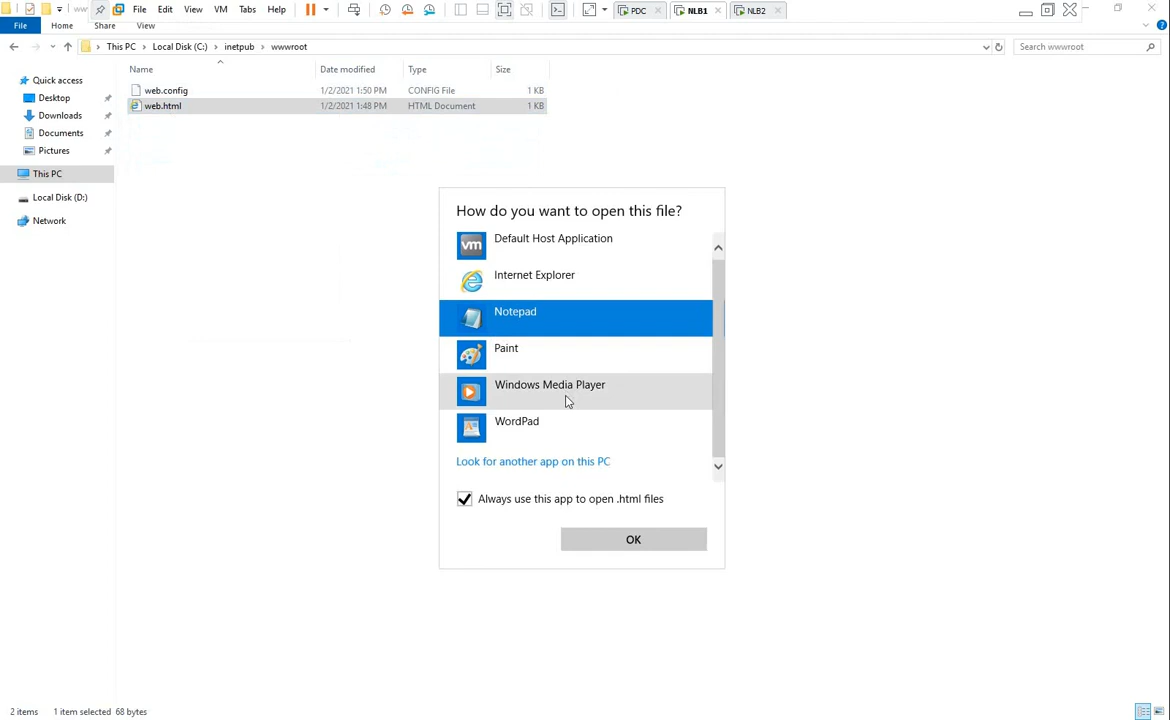 ww File Edit View VM Tabs Help PDC NLB1 NLB2
File Home Share View
This PC Local Disk (C:) inetpub wwwroot Search wwwroot
Name Date modified Type Size
web.config 1/2/2021 1:50 PM CONFIG File 1 KB
web.html 1/2/2021 1:48 PM HTML Document 1 KB
Quick access
Desktop
Downloads
Documents
Pictures
This PC
Local Disk (D:)
Network
How do you want to open this file?
vm Default Host Application
Internet Explorer
Notepad
Paint
Windows Media Player
WordPad
Look for another app on this PC
Always use this app to open .html files
OK
2 items 1 item selected 68 bytes